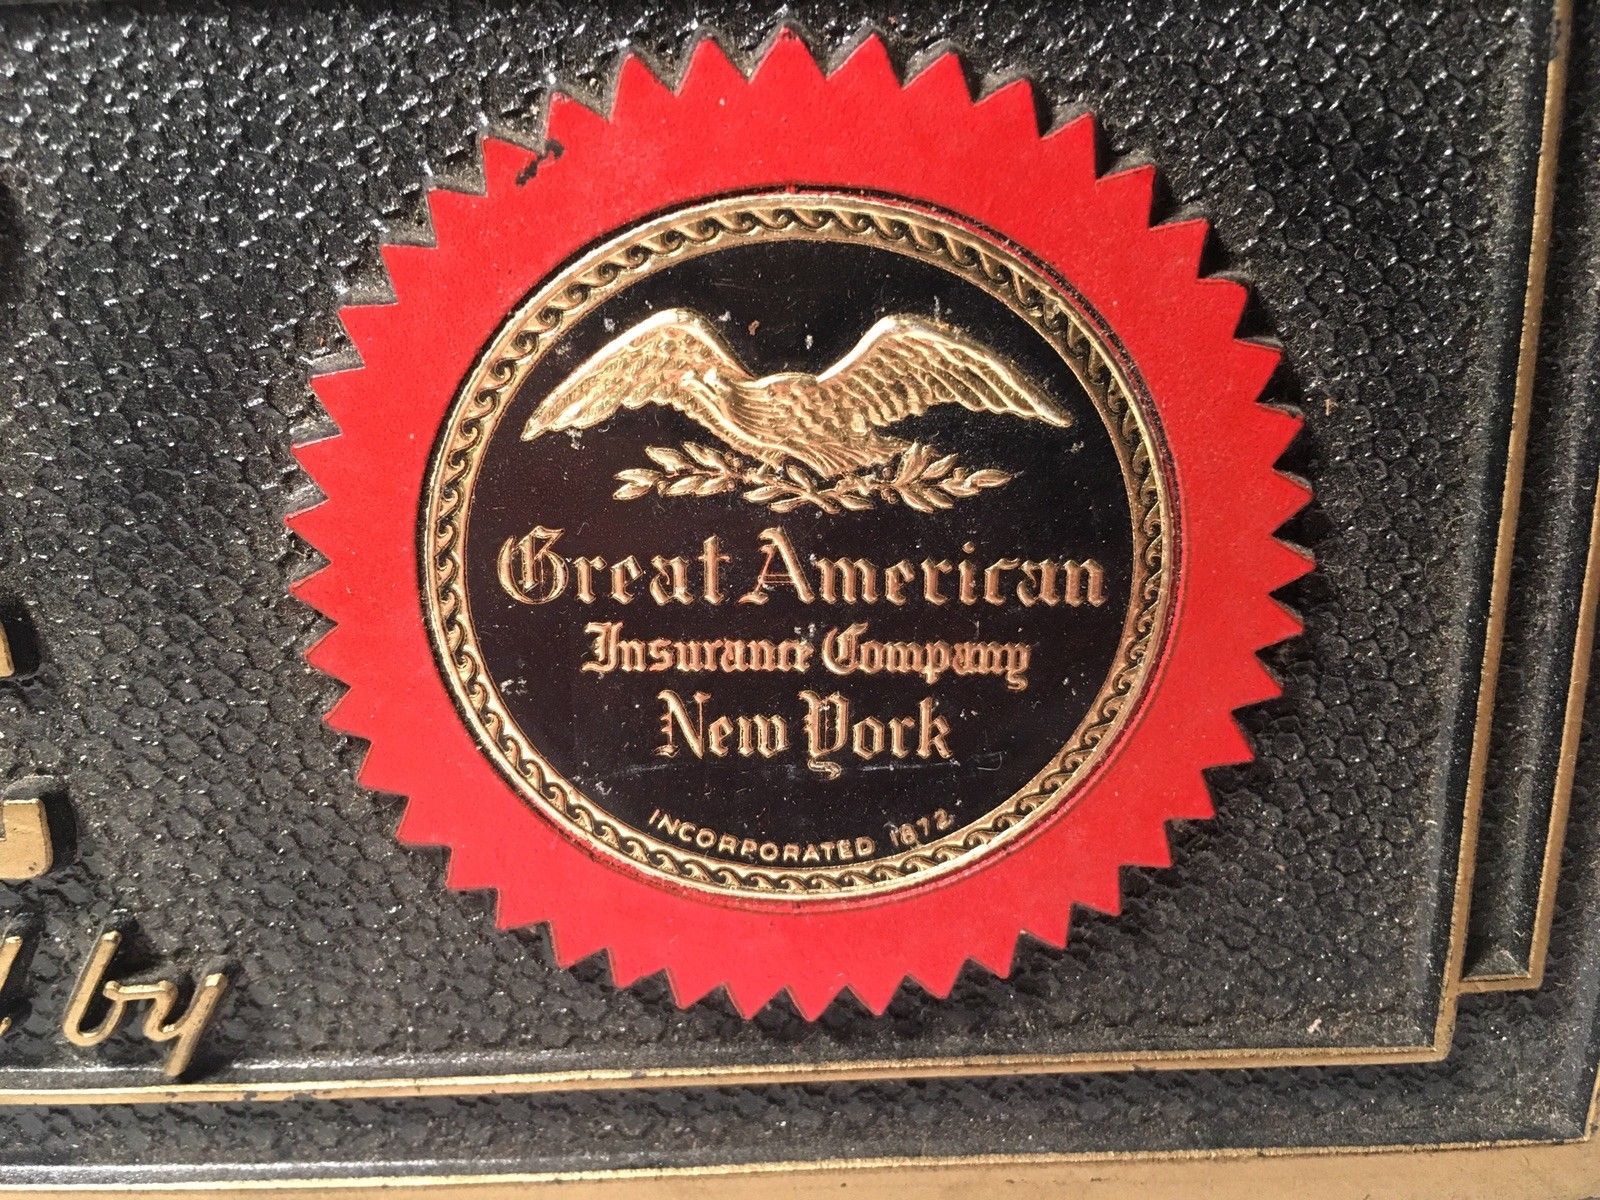 Great American
Insurance Company
New York
INCORPORATED 1872
by